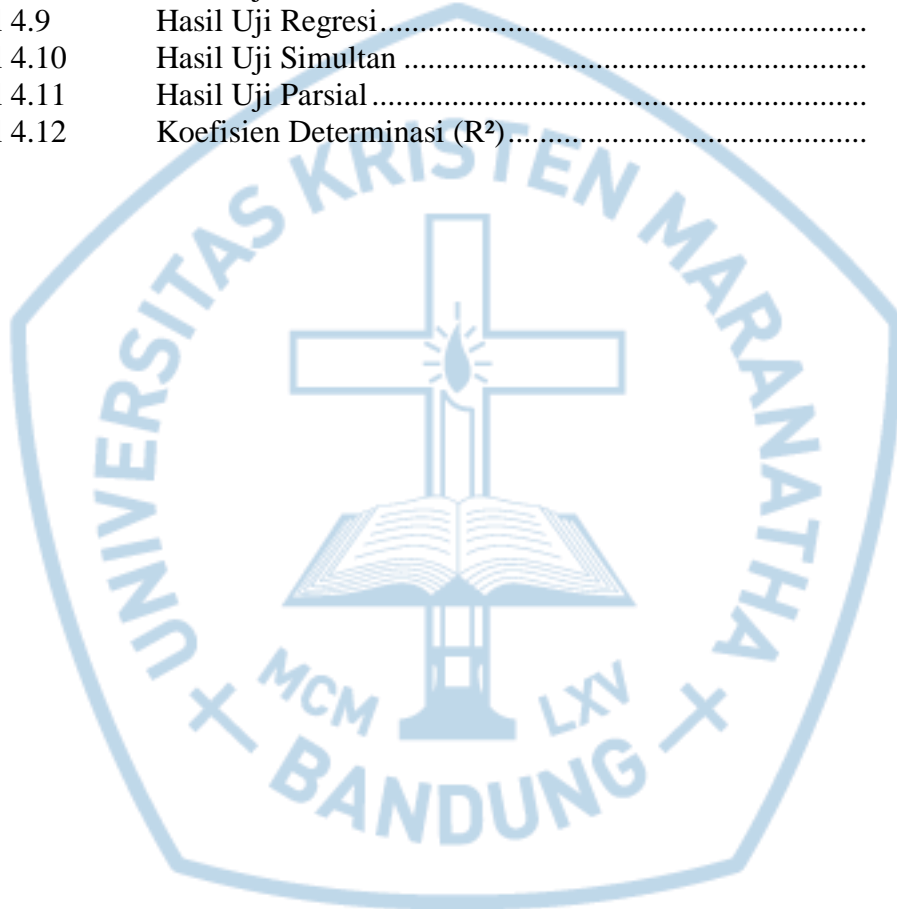 4.9 Hasil Uji Regresi
4.10 Hasil Uji Simultan
4.11 Hasil Uji Parsial
4.12 Koefisien Determinasi (R²)
UNIVERSITAS KRISTEN MARANATHA
MCM LXV
BANDUNG